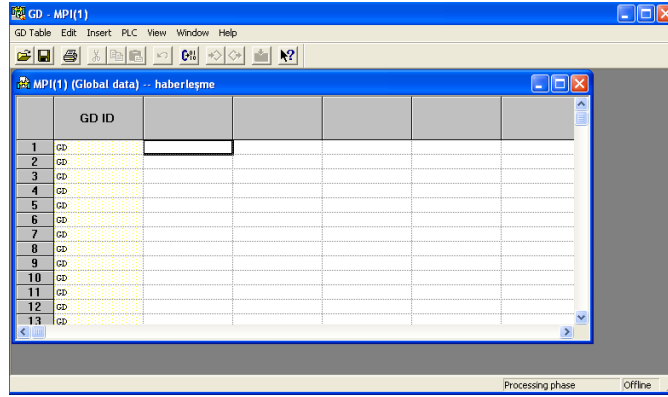 GD - MPI(1)
GD Table Edit Insert PLC View Window Help
MPI(1) (Global data) -- haberleşme
GD ID
1 GD
2 GD
3 GD
4 GD
5 GD
6 GD
7 GD
8 GD
9 GD
10 GD
11 GD
12 GD
13 GD
Processing phase Offline